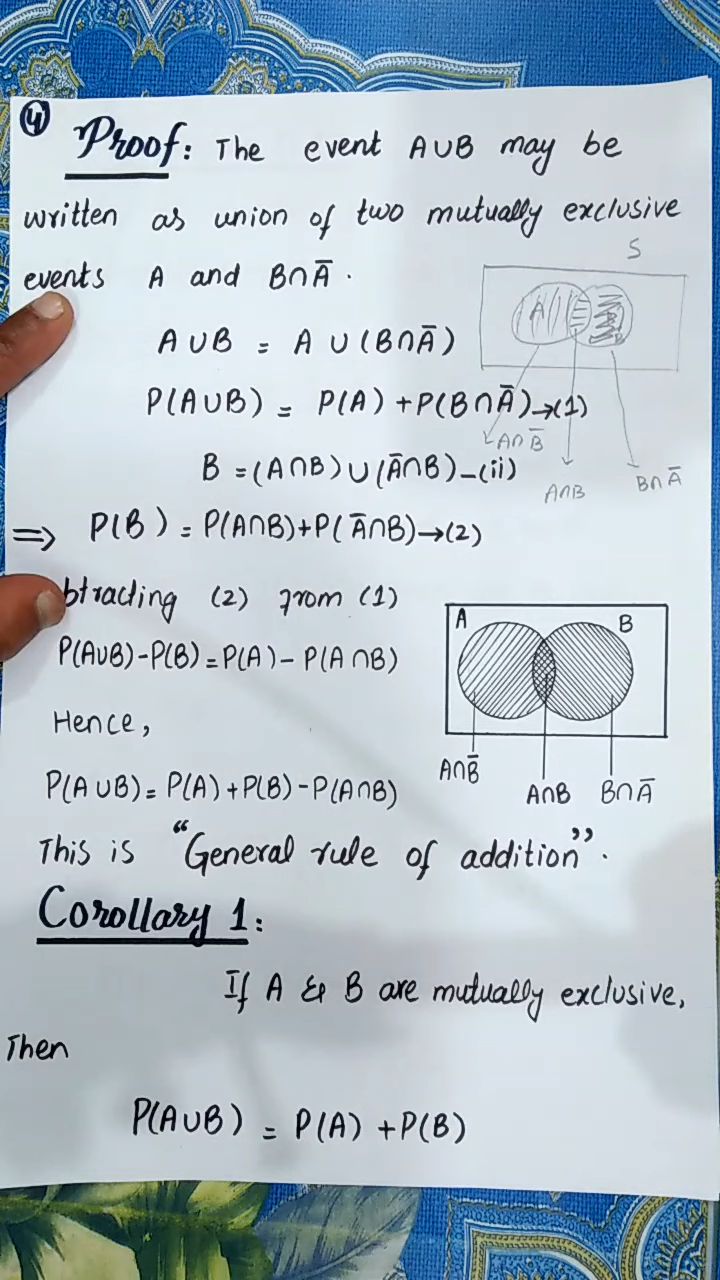 4
Proof: The event A∪B may be
written as union of two mutually exclusive
events A and B∩Ā.
S
A B
A∪B = A ∪ (B∩Ā)
P(A∪B) = P(A) + P(B∩Ā) → (1)
A∩B̄
B = (A∩B) ∪ (Ā∩B) – (ii)
A∩B B∩Ā
⇒ P(B) = P(A∩B) + P(Ā∩B) → (2)
btracting (2) from (1)
A B
P(A∪B) - P(B) = P(A) - P(A∩B)
Hence,
A∩B̄ A∩B B∩Ā
P(A∪B) = P(A) + P(B) - P(A∩B)
This is “General rule of addition”.
Corollary 1:
If A & B are mutually exclusive,
Then
P(A∪B) = P(A) + P(B)